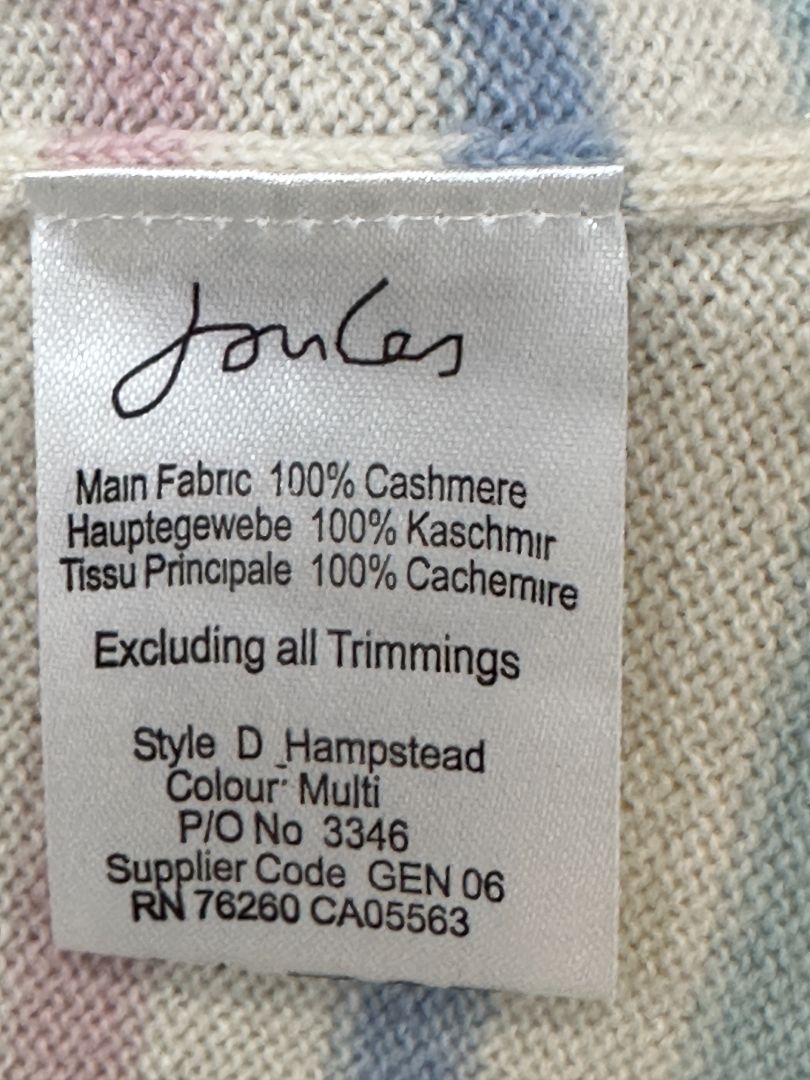 Joules
Main Fabric 100% Cashmere
Hauptegewebe 100% Kaschmir
Tissu Principale 100% Cachemire
Excluding all Trimmings
Style D_Hampstead
Colour: Multi
P/O No 3346
Supplier Code GEN 06
RN 76260 CA05563